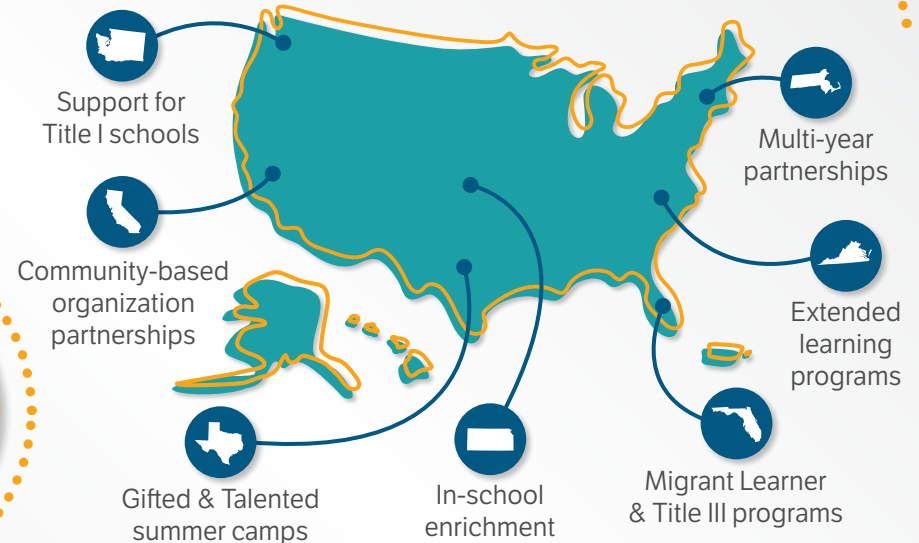 Support for
Title I schools
Multi-year
partnerships
Community-based
organization
partnerships
Extended
learning
programs
Gifted & Talented
summer camps
In-school
enrichment
Migrant Learner
& Title III programs